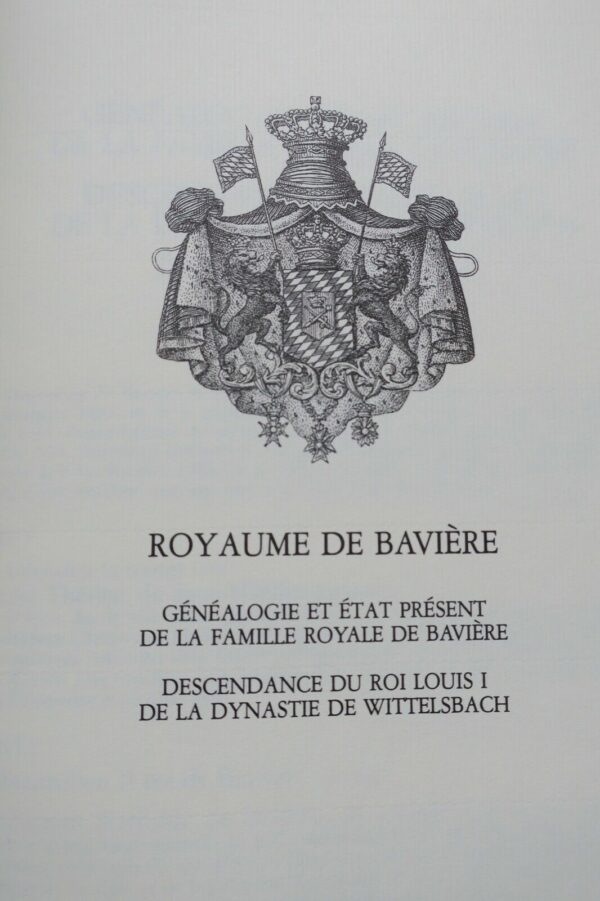 ROYAUME DE BAVIÈRE
GÉNÉALOGIE ET ÉTAT PRÉSENT
DE LA FAMILLE ROYALE DE BAVIÈRE
DESCENDANCE DU ROI LOUIS I
DE LA DYNASTIE DE WITTELSBACH